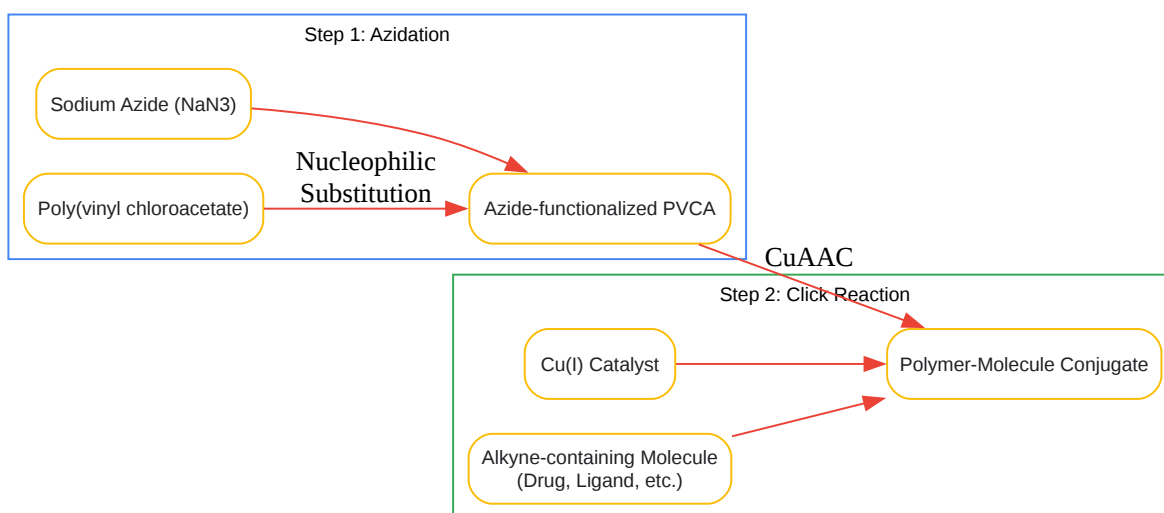 Step 1: Azidation
Sodium Azide (NaN3)
Nucleophilic
Substitution
Poly(vinyl chloroacetate)
Azide-functionalized PVCA
CuAAC
Step 2: Click Reaction
Cu(I) Catalyst
Polymer-Molecule Conjugate
Alkyne-containing Molecule
(Drug, Ligand, etc.)